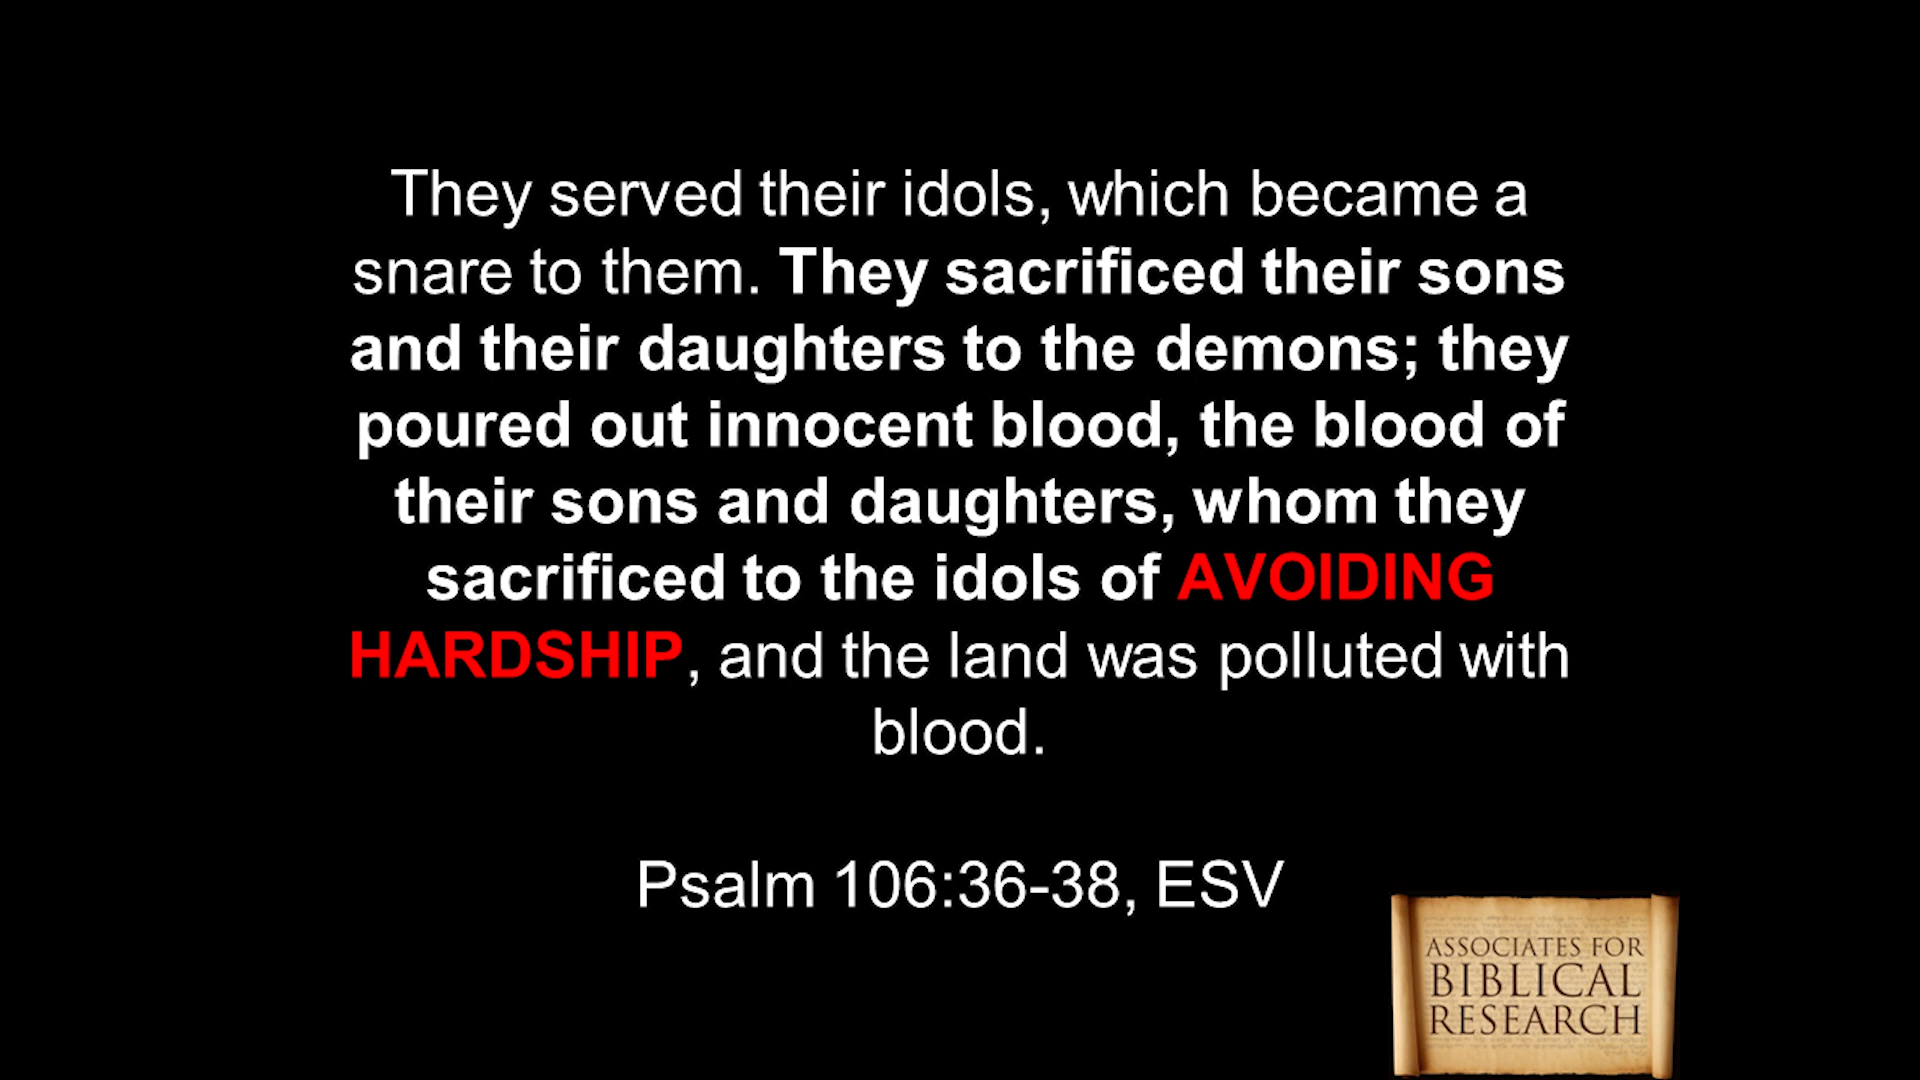 They served their idols, which became a
snare to them. They sacrificed their sons
and their daughters to the demons; they
poured out innocent blood, the blood of
their sons and daughters, whom they
sacrificed to the idols of AVOIDING
HARDSHIP, and the land was polluted with
blood.
Psalm 106:36-38, ESV
ASSOCIATES FOR
BIBLICAL
RESEARCH